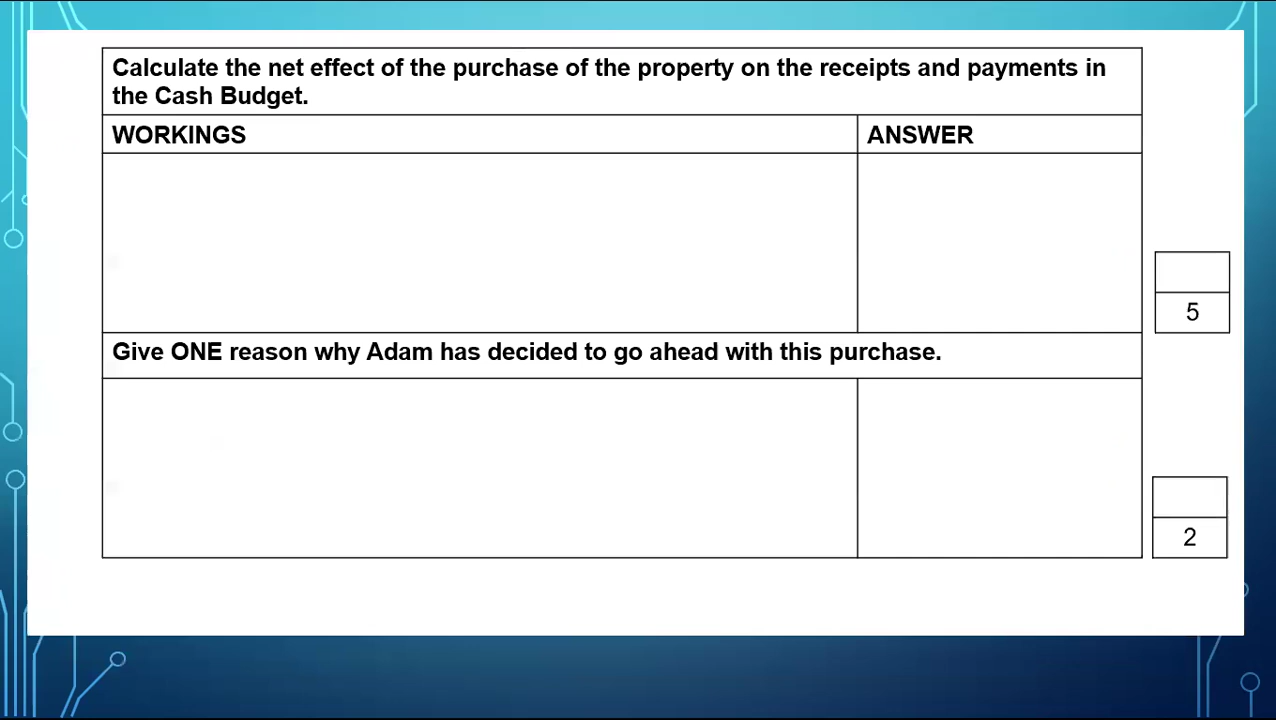 Calculate the net effect of the purchase of the property on the receipts and payments in
the Cash Budget.
WORKINGS
ANSWER
5
Give ONE reason why Adam has decided to go ahead with this purchase.
2